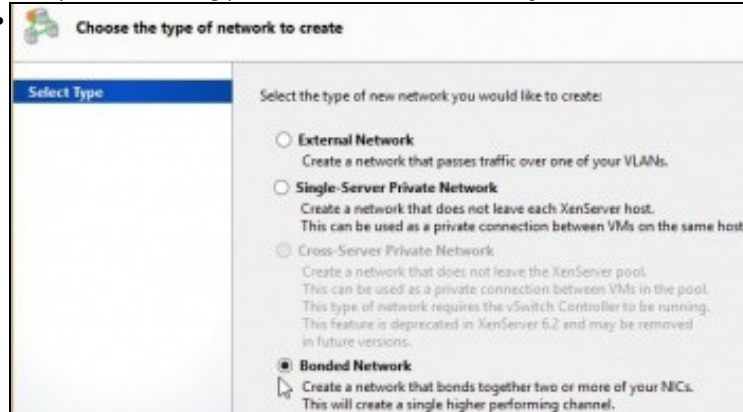 Choose the type of network to create
Select Type
Select the type of new network you would like to create:
External Network
Create a network that passes traffic over one of your VLANs.
Single-Server Private Network
Create a network that does not leave each XenServer host.
This can be used as a private connection between VMs on the same host
Cross-Server Private Network
Create a network that does not leave the XenServer pool.
This can be used as a private connection between VMs in the pool.
This type of network requires the vSwitch Controller to be running.
This feature is deprecated in XenServer 6.2 and may be removed
in future versions.
Bonded Network
Create a network that bonds together two or more of your NICs.
This will create a single higher performing channel.